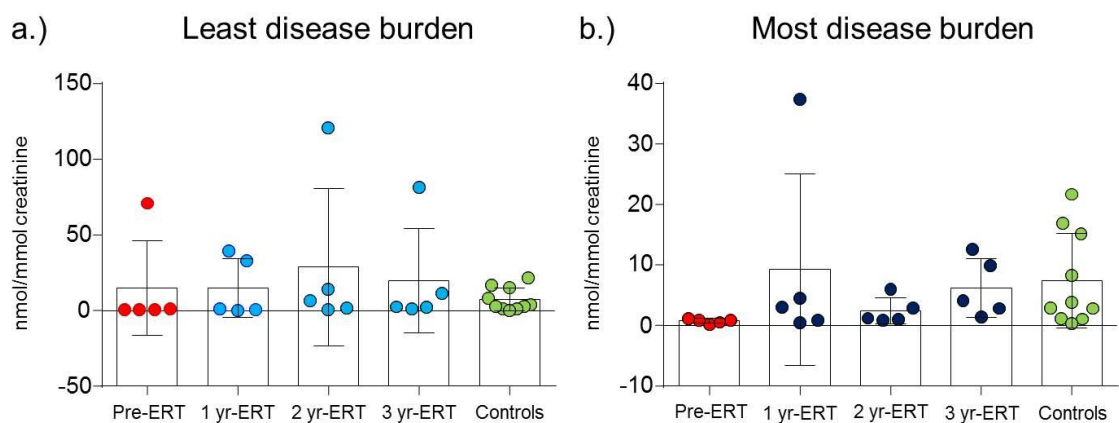 a.) Least disease burden
150
100
50
0
-50
nmol/mmol creatinine
Pre-ERT 1 yr-ERT 2 yr-ERT 3 yr-ERT Controls
b.) Most disease burden
40
30
20
10
0
-10
nmol/mmol creatinine
Pre-ERT 1 yr-ERT 2 yr-ERT 3 yr-ERT Controls